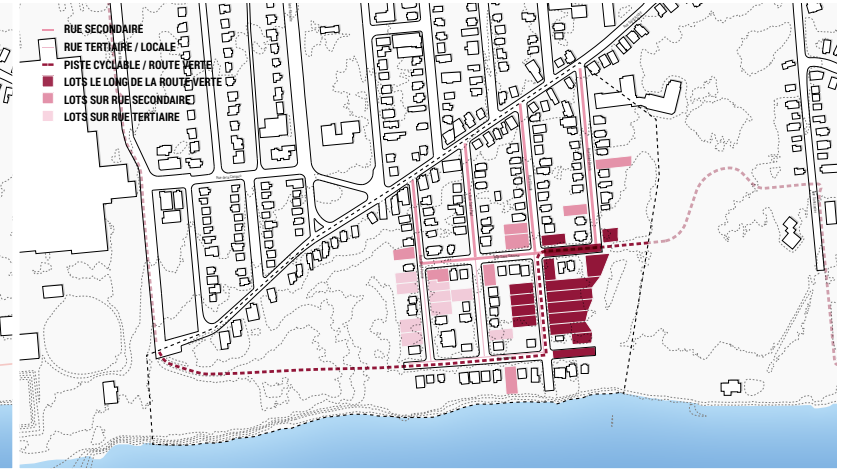 RUE SECONDAIRE
RUE TERTIAIRE / LOCALE
PISTE CYCLABLE / ROUTE VERTE
LOTS LE LONG DE LA ROUTE VERTE
LOTS SUR RUE SECONDAIRE
LOTS SUR RUE TERTIAIRE